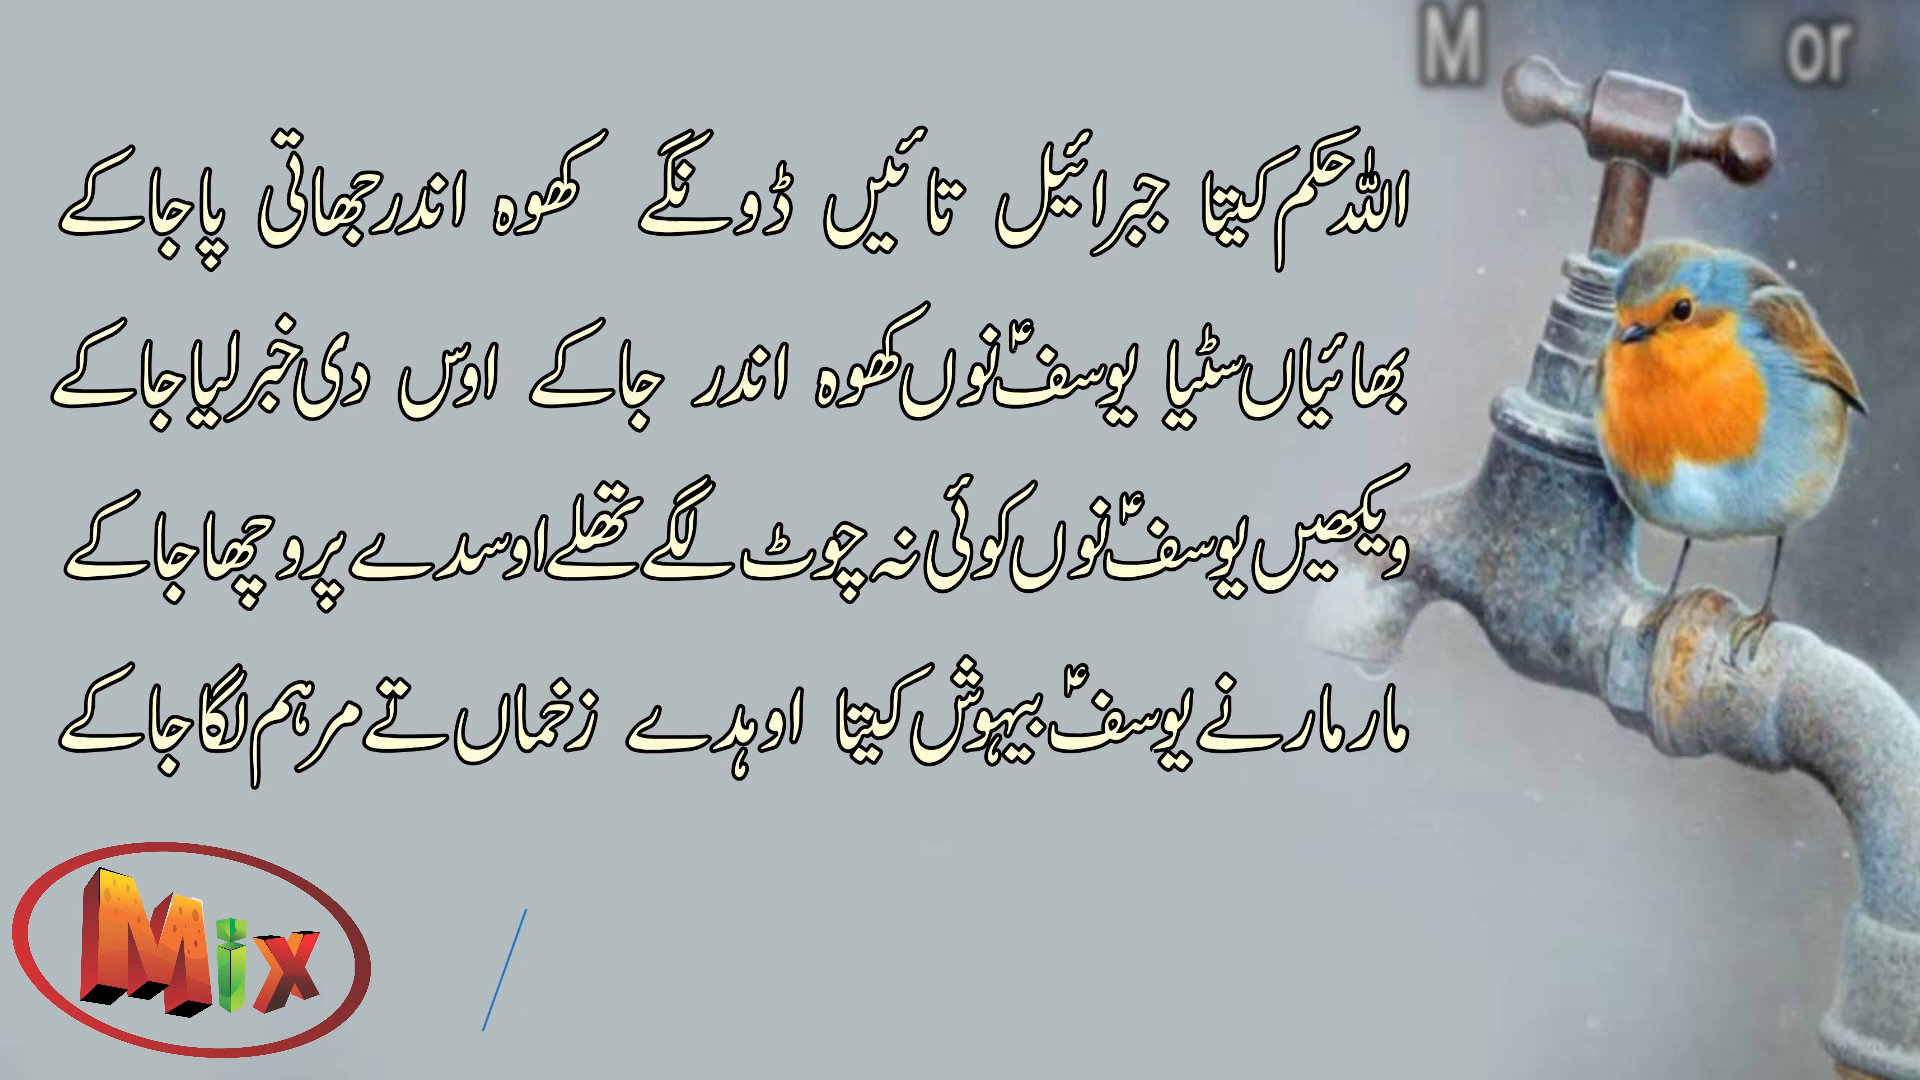 M or
اللہ حکم کیتا جبرائیل تائیں ڈونگے کھوہ اندر جھاتی پا جا کے
بھائیاں سٹیا یوسفؑ نوں کھوہ اندر جا کے اوس دی خبر لیا جا کے
ویکھیں یوسفؑ نوں کوئی نہ چوٹ لگے تھلے اوسدے پر وچھا جا کے
مار مار نے یوسفؑ بیہوش کیتا اوہدے زخماں تے مرہم لگا جا کے
Mix